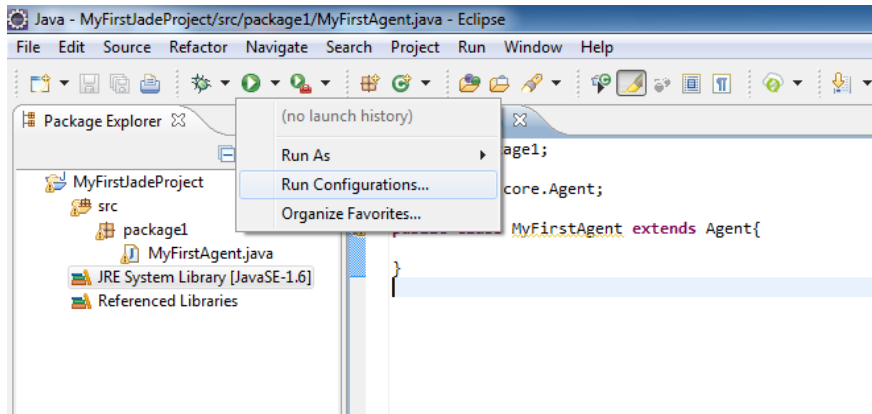 Java - MyFirstJadeProject/src/package1/MyFirstAgent.java - Eclipse
File Edit Source Refactor Navigate Search Project Run Window Help
Package Explorer
(no launch history)
Run As
Run Configurations...
Organize Favorites...
MyFirstJadeProject
src
package1
MyFirstAgent.java
JRE System Library [JavaSE-1.6]
Referenced Libraries
age1;
core.Agent;
MyFirstAgent extends Agent{
}